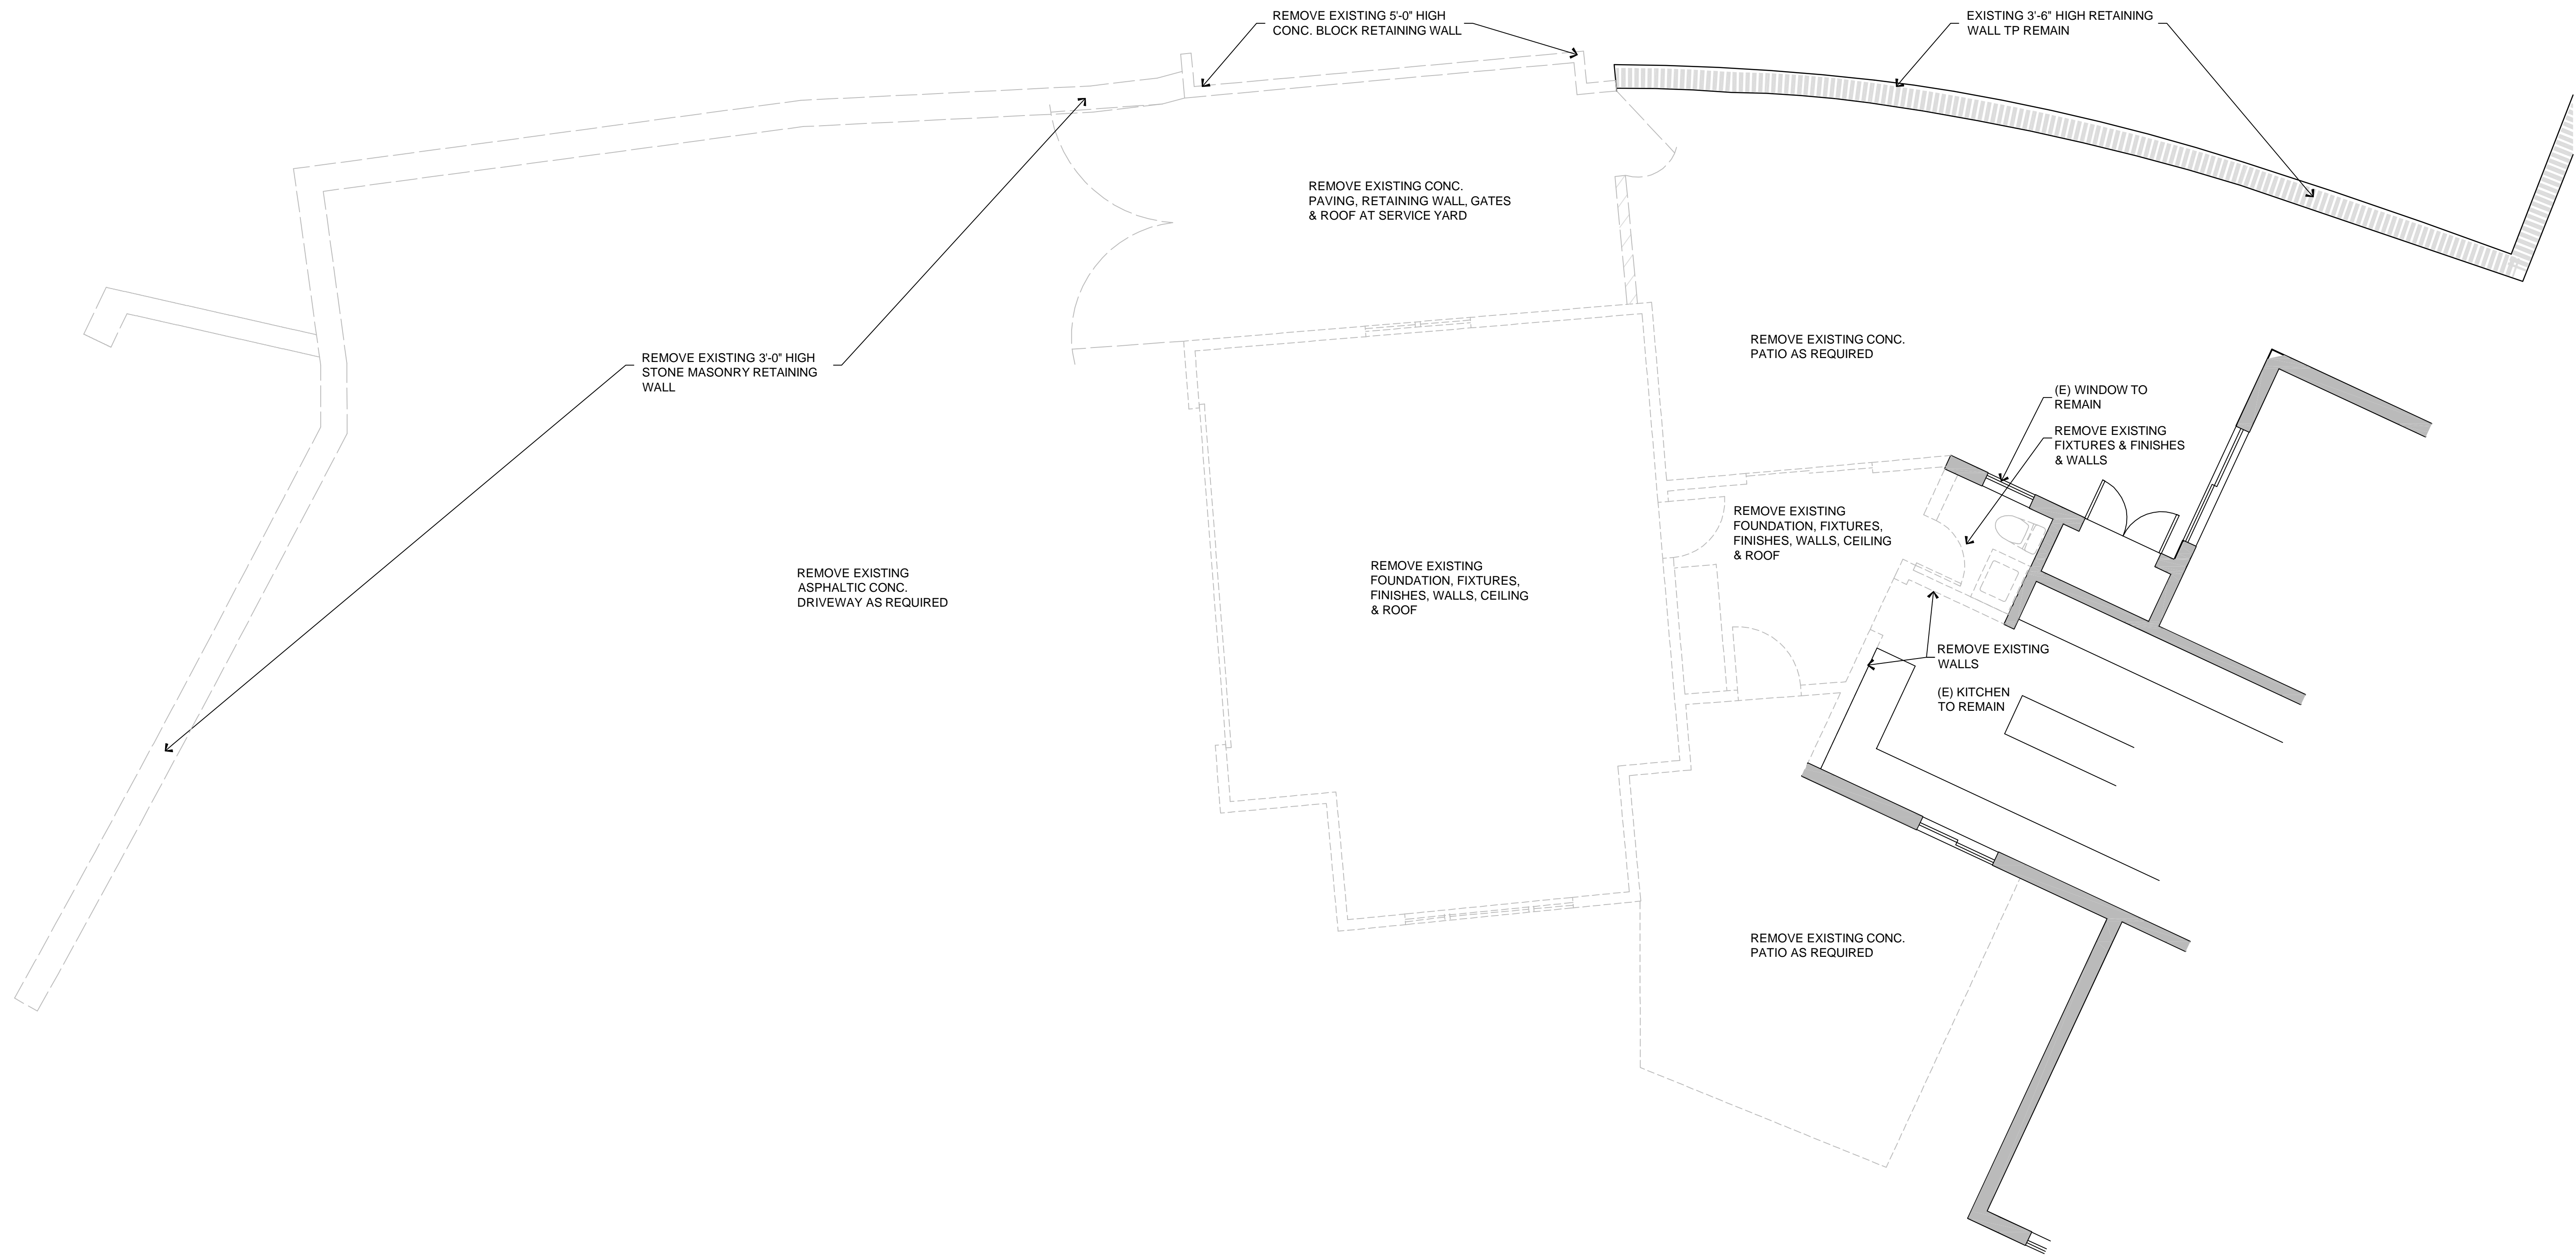 REMOVE EXISTING 5'-0" HIGH
CONC. BLOCK RETAINING WALL
EXISTING 3'-6" HIGH RETAINING
WALL TP REMAIN
REMOVE EXISTING CONC.
PAVING, RETAINING WALL, GATES
& ROOF AT SERVICE YARD
REMOVE EXISTING CONC.
PATIO AS REQUIRED
REMOVE EXISTING 3'-0" HIGH
STONE MASONRY RETAINING
WALL
(E) WINDOW TO
REMAIN
REMOVE EXISTING
FIXTURES & FINISHES
& WALLS
REMOVE EXISTING
FOUNDATION, FIXTURES,
FINISHES, WALLS, CEILING
& ROOF
REMOVE EXISTING
FOUNDATION, FIXTURES,
FINISHES, WALLS, CEILING
& ROOF
REMOVE EXISTING
ASPHALTIC CONC.
DRIVEWAY AS REQUIRED
REMOVE EXISTING
WALLS
(E) KITCHEN
TO REMAIN
REMOVE EXISTING CONC.
PATIO AS REQUIRED